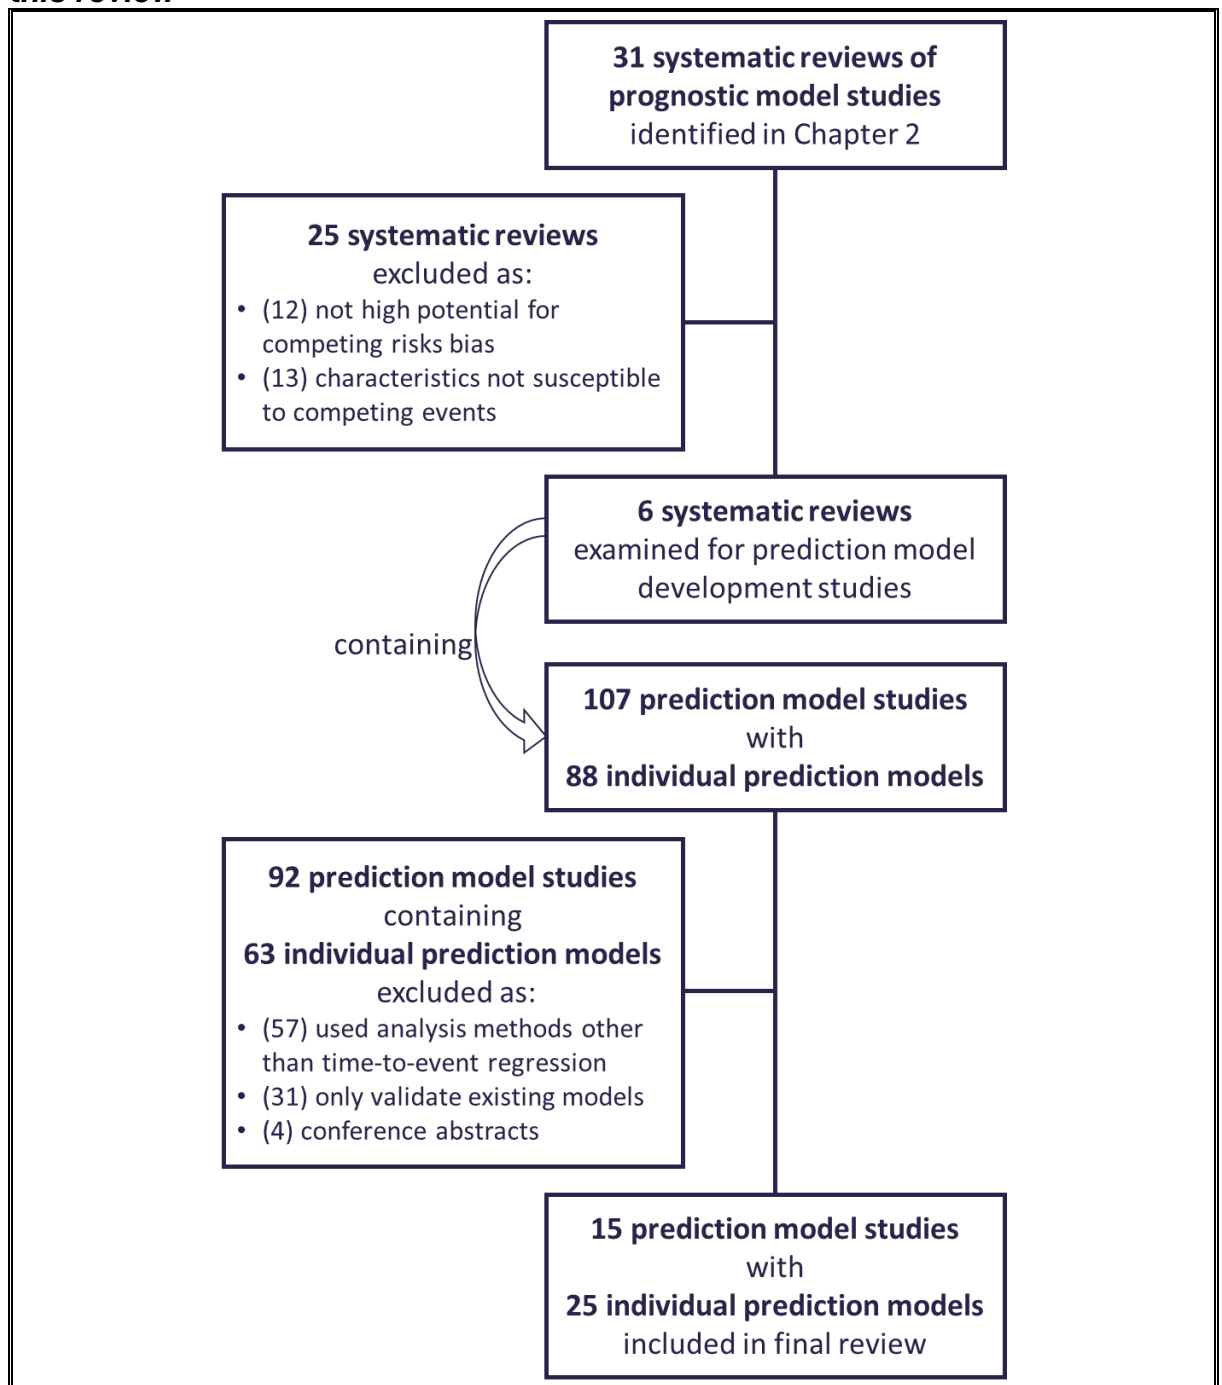 this review
31 systematic reviews of
prognostic model studies
identified in Chapter 2
25 systematic reviews
excluded as:
• (12) not high potential for
competing risks bias
• (13) characteristics not susceptible
to competing events
6 systematic reviews
examined for prediction model
development studies
containing
107 prediction model studies
with
88 individual prediction models
92 prediction model studies
containing
63 individual prediction models
excluded as:
• (57) used analysis methods other
than time-to-event regression
• (31) only validate existing models
• (4) conference abstracts
15 prediction model studies
with
25 individual prediction models
included in final review